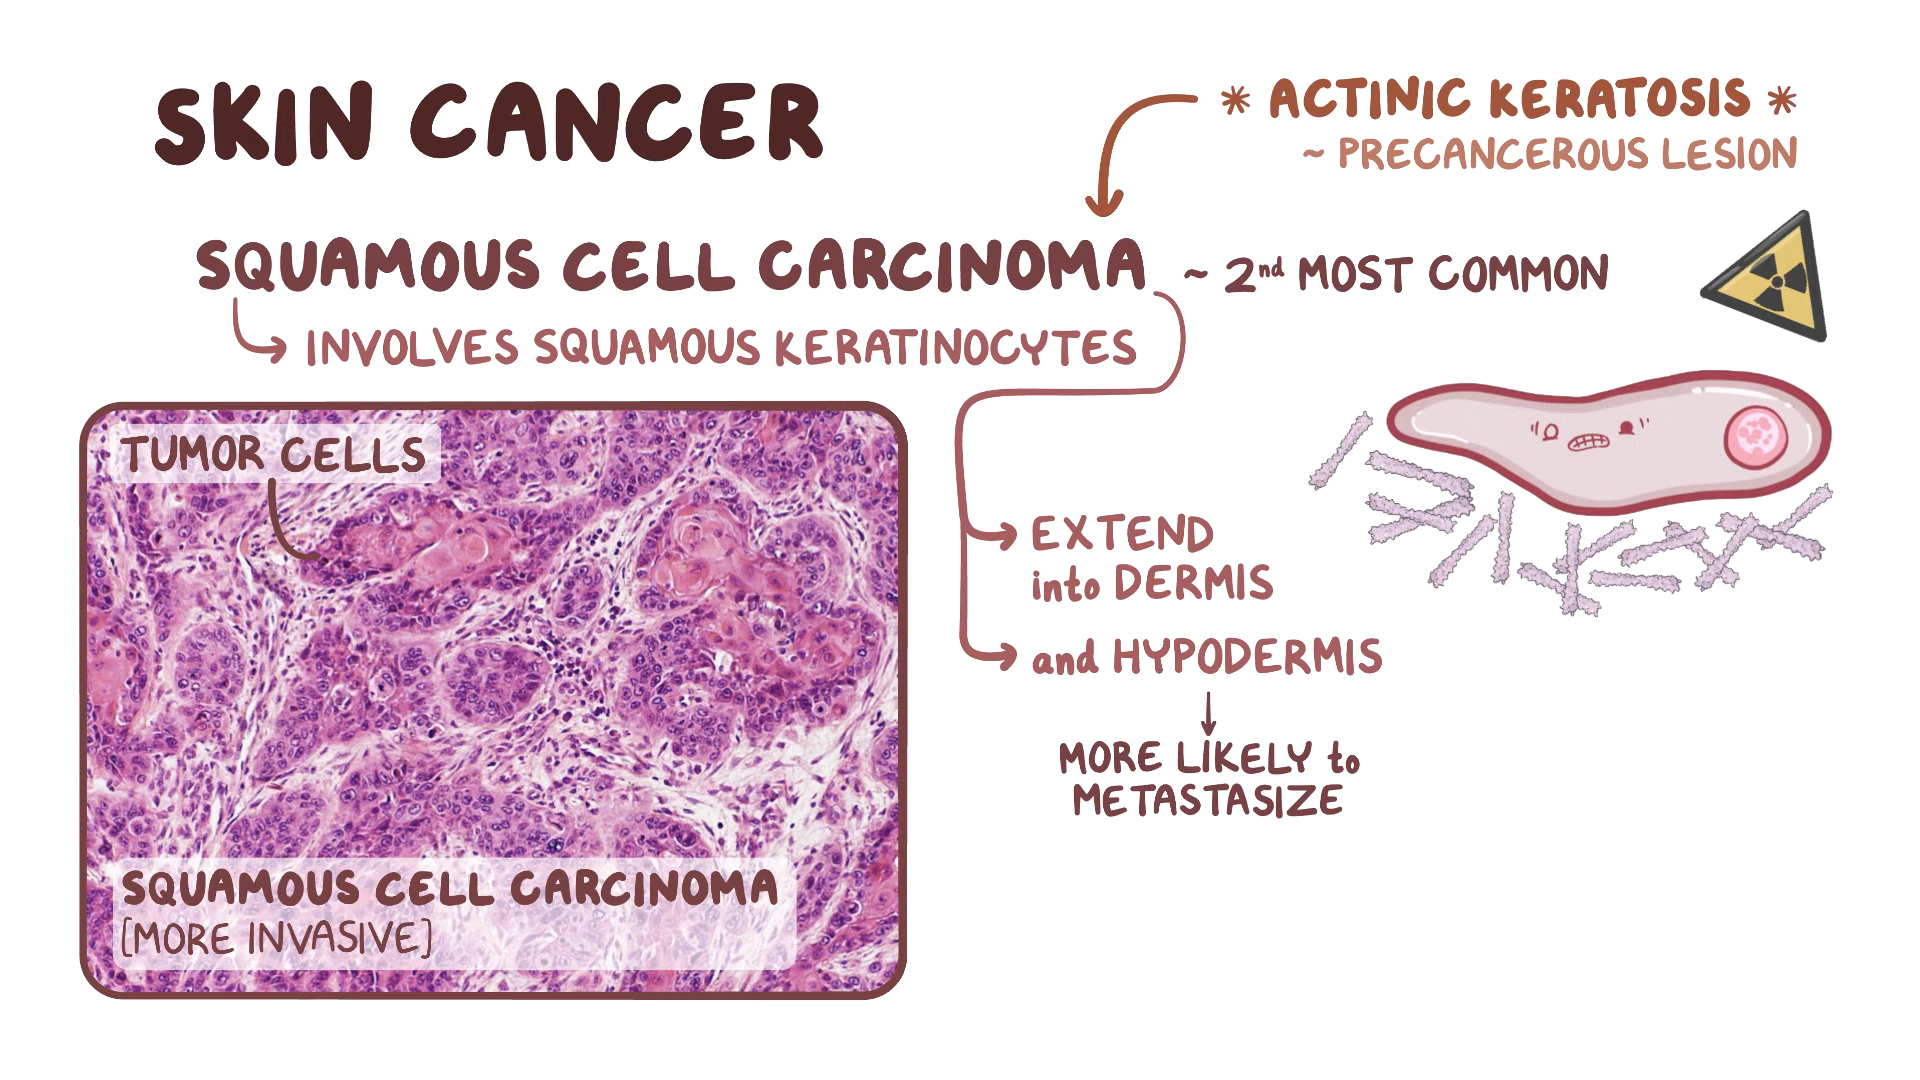 SKIN CANCER
* ACTINIC KERATOSIS *
~ PRECANCEROUS LESION
SQUAMOUS CELL CARCINOMA ~ 2nd MOST COMMON
INVOLVES SQUAMOUS KERATINOCYTES
TUMOR CELLS
SQUAMOUS CELL CARCINOMA
[MORE INVASIVE]
EXTEND
into DERMIS
and HYPODERMIS
MORE LIKELY to
METASTASIZE